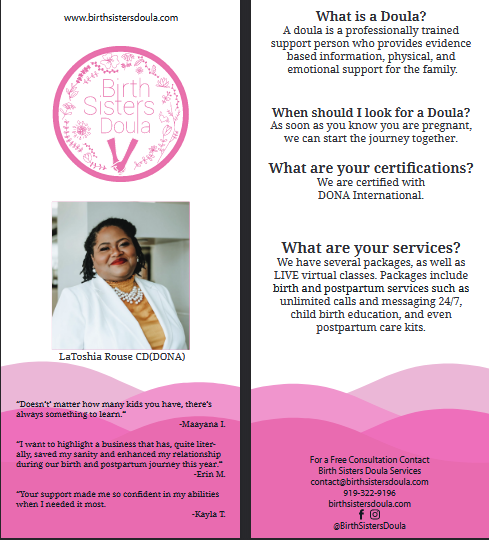 www.birthsistersdoula.com
Birth
Sisters
Doula
LaToshia Rouse CD(DONA)
"Doesn't' matter how many kids you have, there's
always something to learn."
-Maayana I.
"I want to highlight a business that has, quite liter-
ally, saved my sanity and enhanced my relationship
during our birth and postpartum journey this year."
-Erin M.
"Your support made me so confident in my abilities
when I needed it most.
-Kayla T.
What is a Doula?
A doula is a professionally trained
support person who provides evidence
based information, physical, and
emotional support for the family.
When should I look for a Doula?
As soon as you know you are pregnant,
we can start the journey together.
What are your certifications?
We are certified with
DONA International.
What are your services?
We have several packages, as well as
LIVE virtual classes. Packages include
birth and postpartum services such as
unlimited calls and messaging 24/7,
child birth education, and even
postpartum care kits.
For a Free Consultation Contact
Birth Sisters Doula Services
contact@birthsistersdoula.com
919-322-9196
birthsistersdoula.com
@BirthSistersDoula